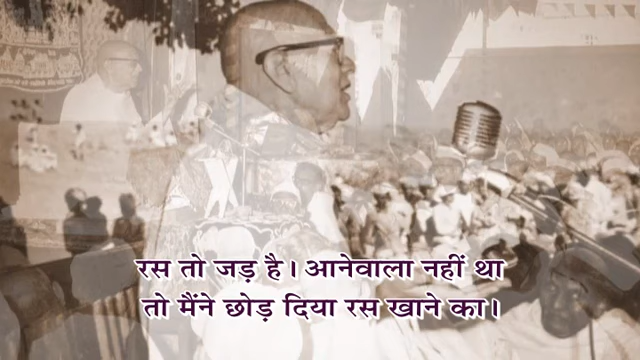 रस तो जड़ है। आनेवाला नहीं था
तो मैंने छोड़ दिया रस खाने का।